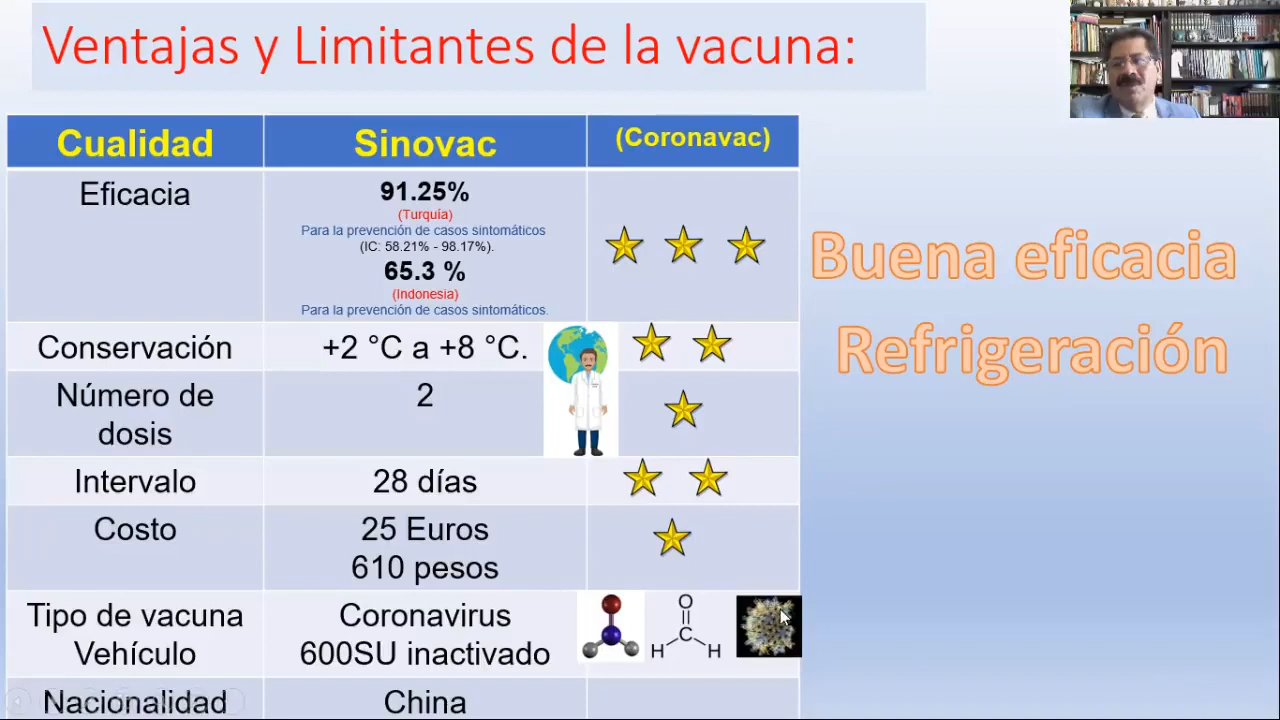 Ventajas y Limitantes de la vacuna:
Cualidad
Sinovac
(Coronavac)
Eficacia
91.25%
(Turquía)
Para la prevención de casos sintomáticos
(IC: 58.21% - 98.17%).
65.3 %
(Indonesia)
Para la prevención de casos sintomáticos.
Buena eficacia
Refrigeración
Conservación
+2 °C a +8 °C.
Número de
dosis
2
Intervalo
28 días
Costo
25 Euros
610 pesos
Tipo de vacuna
Vehículo
Coronavirus
600SU inactivado
O
C
H H
Nacionalidad
China